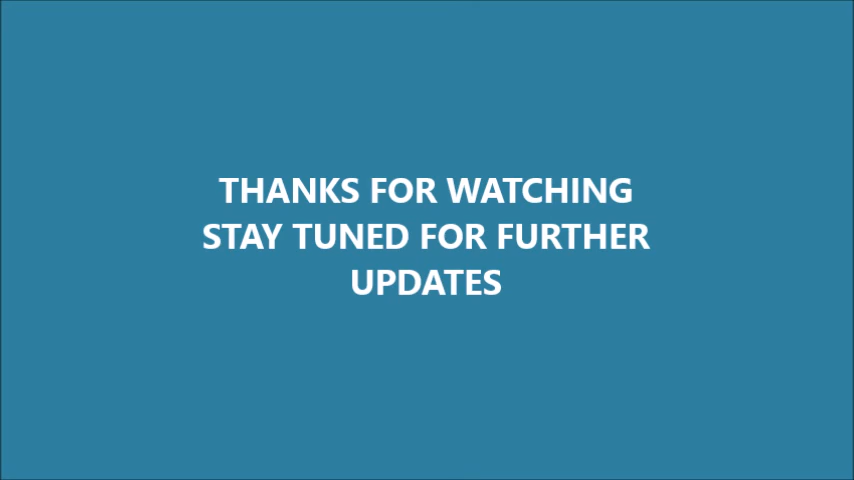 THANKS FOR WATCHING
STAY TUNED FOR FURTHER
UPDATES